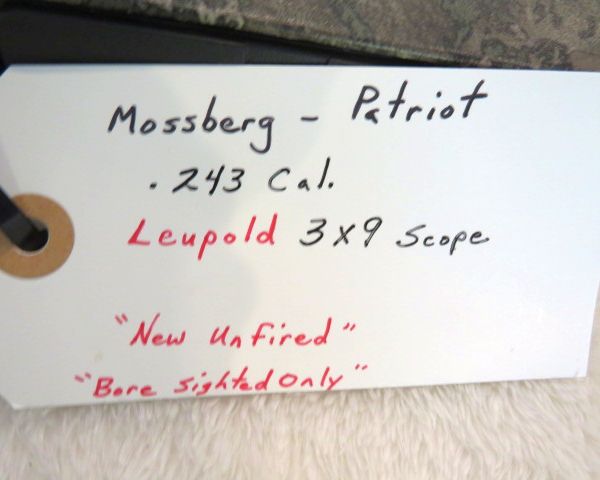 Mossberg - Patriot
.243 Cal.
Leupold 3x9 Scope
"New Unfired"
"Bore Sighted Only"